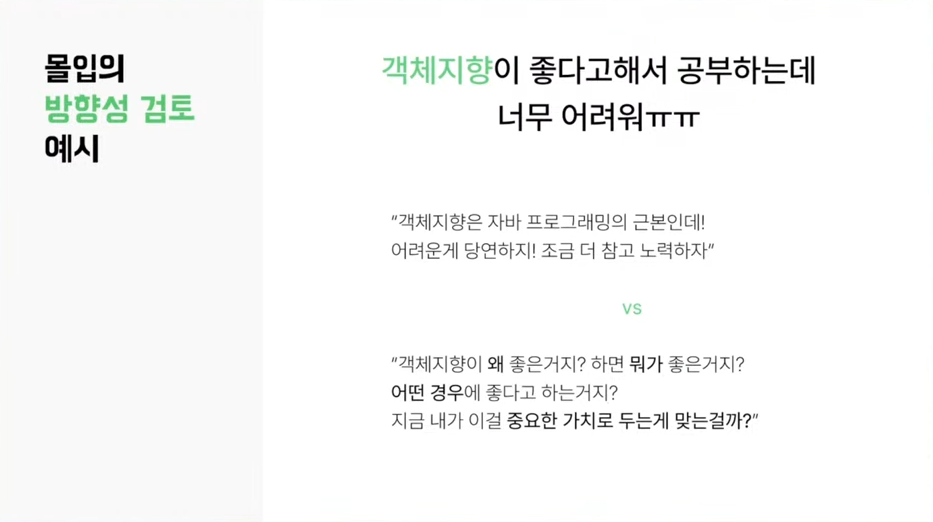 몰입의
방향성 검토
예시
객체지향이 좋다고해서 공부하는데
너무 어려워ㅠㅠ
“객체지향은 자바 프로그래밍의 근본인데!
어려운게 당연하지! 조금 더 참고 노력하자”
vs
“객체지향이 왜 좋은거지? 하면 뭐가 좋은거지?
어떤 경우에 좋다고 하는거지?
지금 내가 이걸 중요한 가치로 두는게 맞는걸까?”